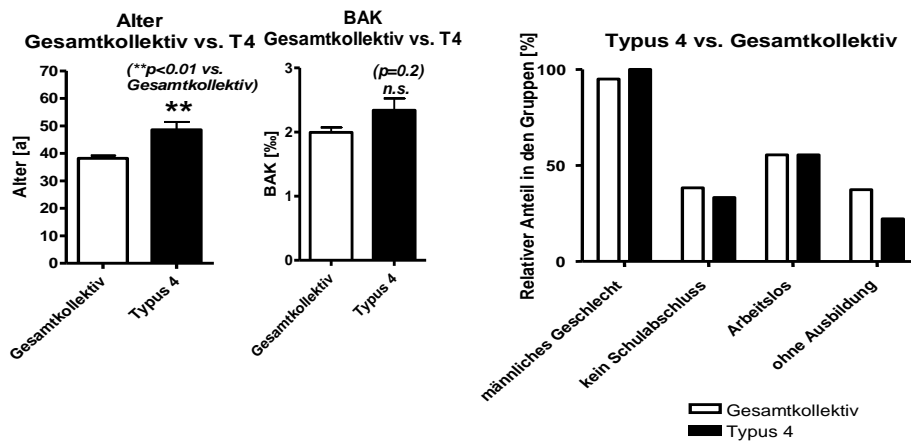 Alter
Gesamtkollektiv vs. T4
(**p<0.01 vs.
Gesamtkollektiv)
**
Alter [a]
70
60
50
40
30
20
10
0
Gesamtkollektiv
Typus 4
BAK
Gesamtkollektiv vs. T4
(p=0.2)
n.s.
BAK [‰]
3
2
1
0
Gesamtkollektiv
Typus 4
Typus 4 vs. Gesamtkollektiv
Relativer Anteil in den Gruppen [%]
100
50
0
männliches Geschlecht
kein Schulabschluss
Arbeitslos
ohne Ausbildung
Gesamtkollektiv
Typus 4